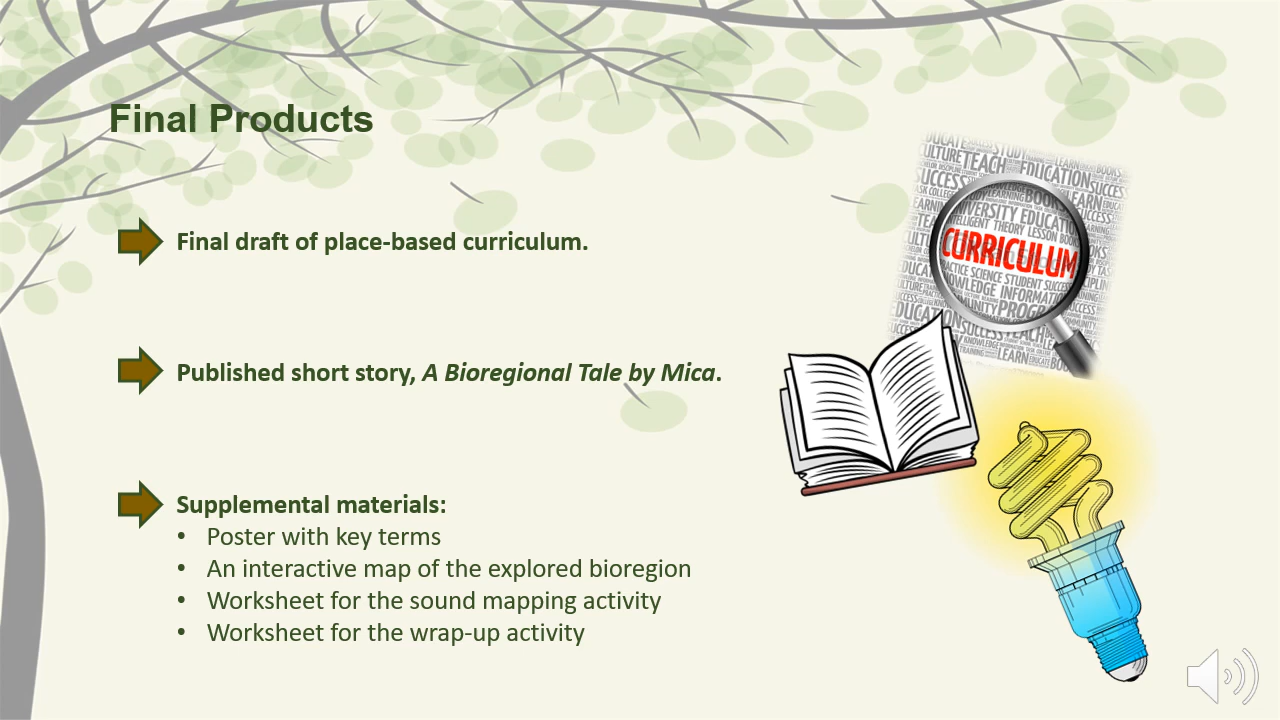 Final Products
Final draft of place-based curriculum.
Published short story, A Bioregional Tale by Mica.
Supplemental materials:
• Poster with key terms
• An interactive map of the explored bioregion
• Worksheet for the sound mapping activity
• Worksheet for the wrap-up activity
CURRICULUM